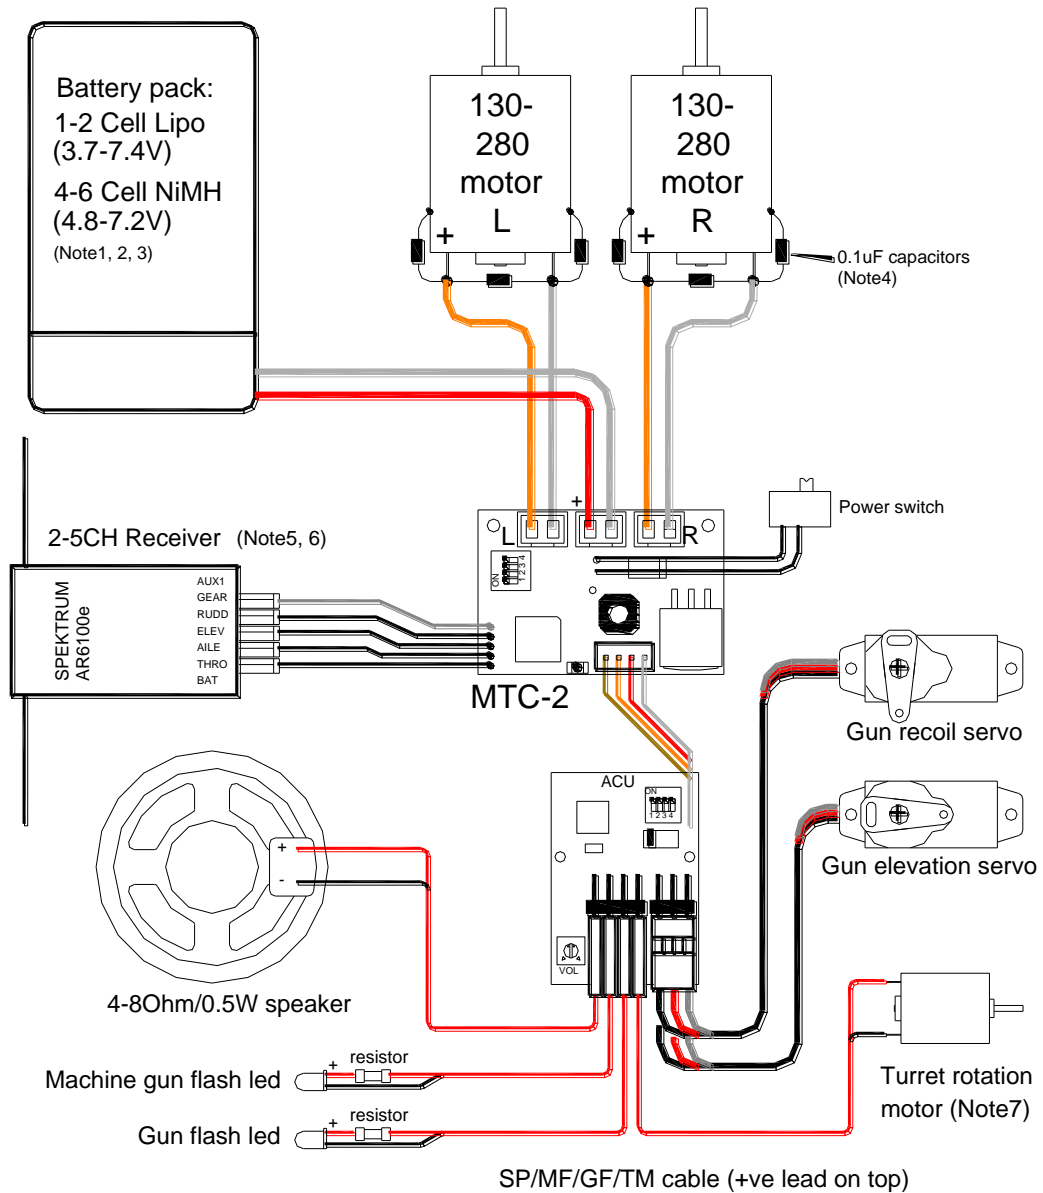 Battery pack:
1-2 Cell Lipo
(3.7-7.4V)
4-6 Cell NiMH
(4.8-7.2V)
(Note1, 2, 3)
130-
280
motor
L
+
130-
280
motor
R
+
0.1uF capacitors
(Note4)
Power switch
2-5CH Receiver (Note5, 6)
SPEKTRUM
AR6100e
AUX1
GEAR
RUDD
ELEV
AILE
THRO
BAT
L
+
R
ON
1 2 3 4
MTC-2
Gun recoil servo
ACU
ON
1 2 3 4
VOL
Gun elevation servo
+
-
4-8Ohm/0.5W speaker
Turret rotation
motor (Note7)
Machine gun flash led
+
resistor
Gun flash led
+
resistor
SP/MF/GF/TM cable (+ve lead on top)